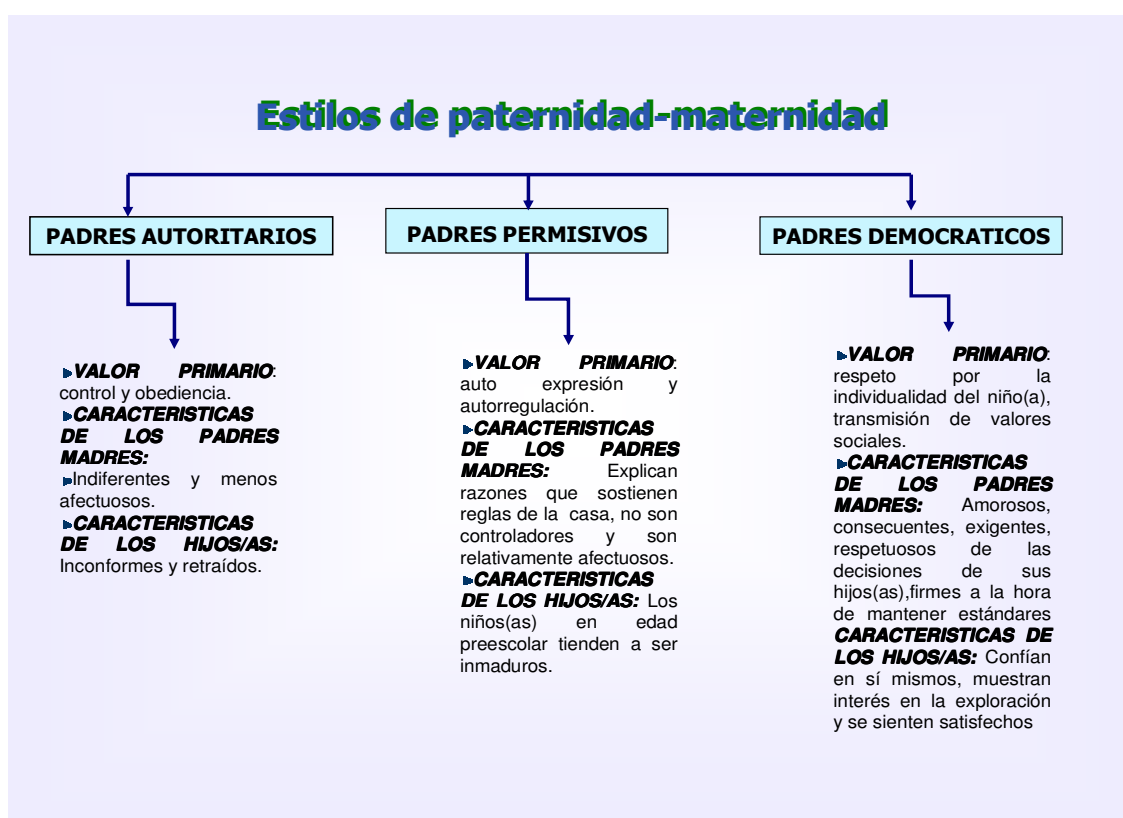 Estilos de paternidad-maternidad
PADRES AUTORITARIOS
VALOR PRIMARIO:
control y obediencia.
CARACTERISTICAS
DE LOS PADRES
MADRES:
Indiferentes y menos
afectuosos.
CARACTERISTICAS
DE LOS HIJOS/AS:
Inconformes y retraídos.
PADRES PERMISIVOS
VALOR PRIMARIO:
auto expresión y
autorregulación.
CARACTERISTICAS
DE LOS PADRES
MADRES: Explican
razones que sostienen
reglas de la casa, no son
controladores y son
relativamente afectuosos.
CARACTERISTICAS
DE LOS HIJOS/AS: Los
niños(as) en edad
preescolar tienden a ser
inmaduros.
PADRES DEMOCRATICOS
VALOR PRIMARIO:
respeto por la
individualidad del niño(a),
transmisión de valores
sociales.
CARACTERISTICAS
DE LOS PADRES
MADRES: Amorosos,
consecuentes, exigentes,
respetuosos de las
decisiones de sus
hijos(as),firmes a la hora
de mantener estándares
CARACTERISTICAS DE
LOS HIJOS/AS: Confían
en sí mismos, muestran
interés en la exploración
y se sienten satisfechos